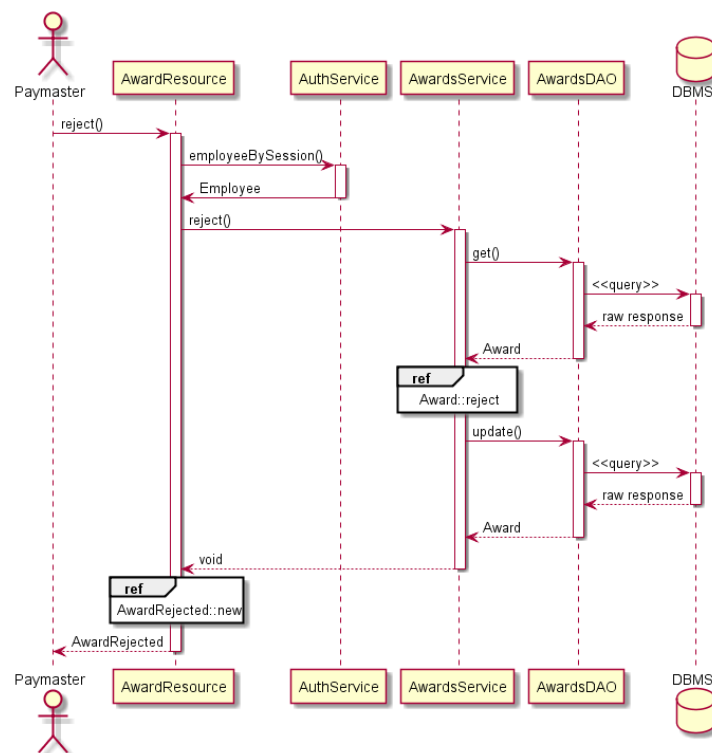 Paymaster
AwardResource
AuthService
AwardsService
AwardsDAO
DBMS
reject()
employeeBySession()
Employee
reject()
get()
<<query>>
raw response
Award
ref
Award::reject
update()
<<query>>
raw response
Award
void
ref
AwardRejected::new
AwardRejected
Paymaster
AwardResource
AuthService
AwardsService
AwardsDAO
DBMS